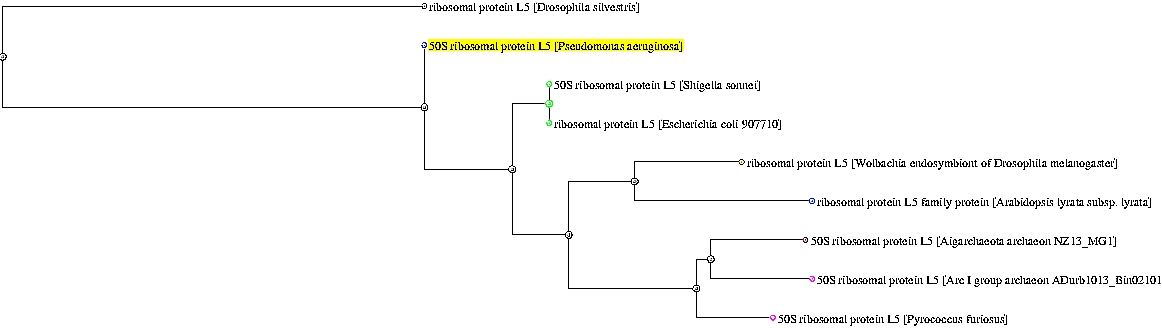 ribosomal protein L5 [Drosophila silvestris]
50S ribosomal protein L5 [Pseudomonas aeruginosa]
50S ribosomal protein L5 [Shigella sonnei]
ribosomal protein L5 [Escherichia coli 907710]
ribosomal protein L5 [Wolbachia endosymbiont of Drosophila melanogaster]
ribosomal protein L5 family protein [Arabidopsis lyrata subsp. lyrata]
50S ribosomal protein L5 [Aigarchaeota archaeon NZ13_MG1]
50S ribosomal protein L5 [Arc I group archaeon ADurb1013_Bin02101
50S ribosomal protein L5 [Pyrococcus furiosus]